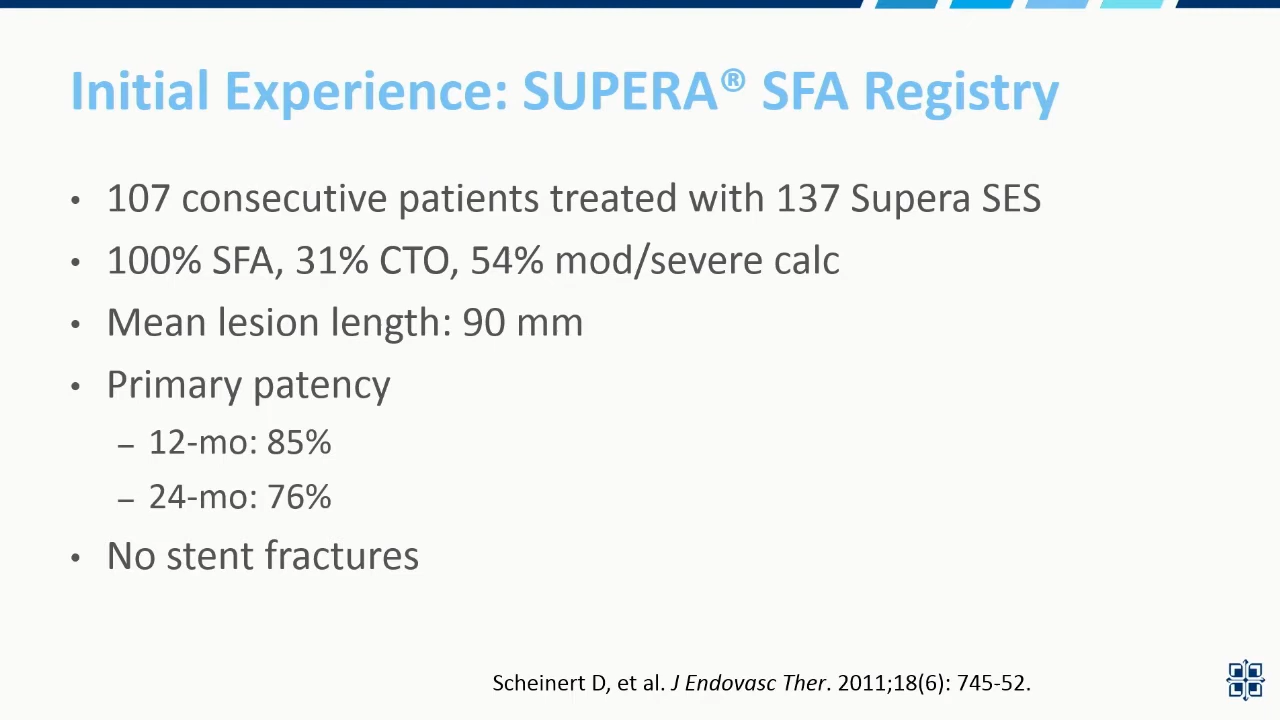 Initial Experience: SUPERA® SFA Registry
• 107 consecutive patients treated with 137 Supera SES
• 100% SFA, 31% CTO, 54% mod/severe calc
• Mean lesion length: 90 mm
• Primary patency
– 12-mo: 85%
– 24-mo: 76%
• No stent fractures
Scheinert D, et al. J Endovasc Ther. 2011;18(6): 745-52.